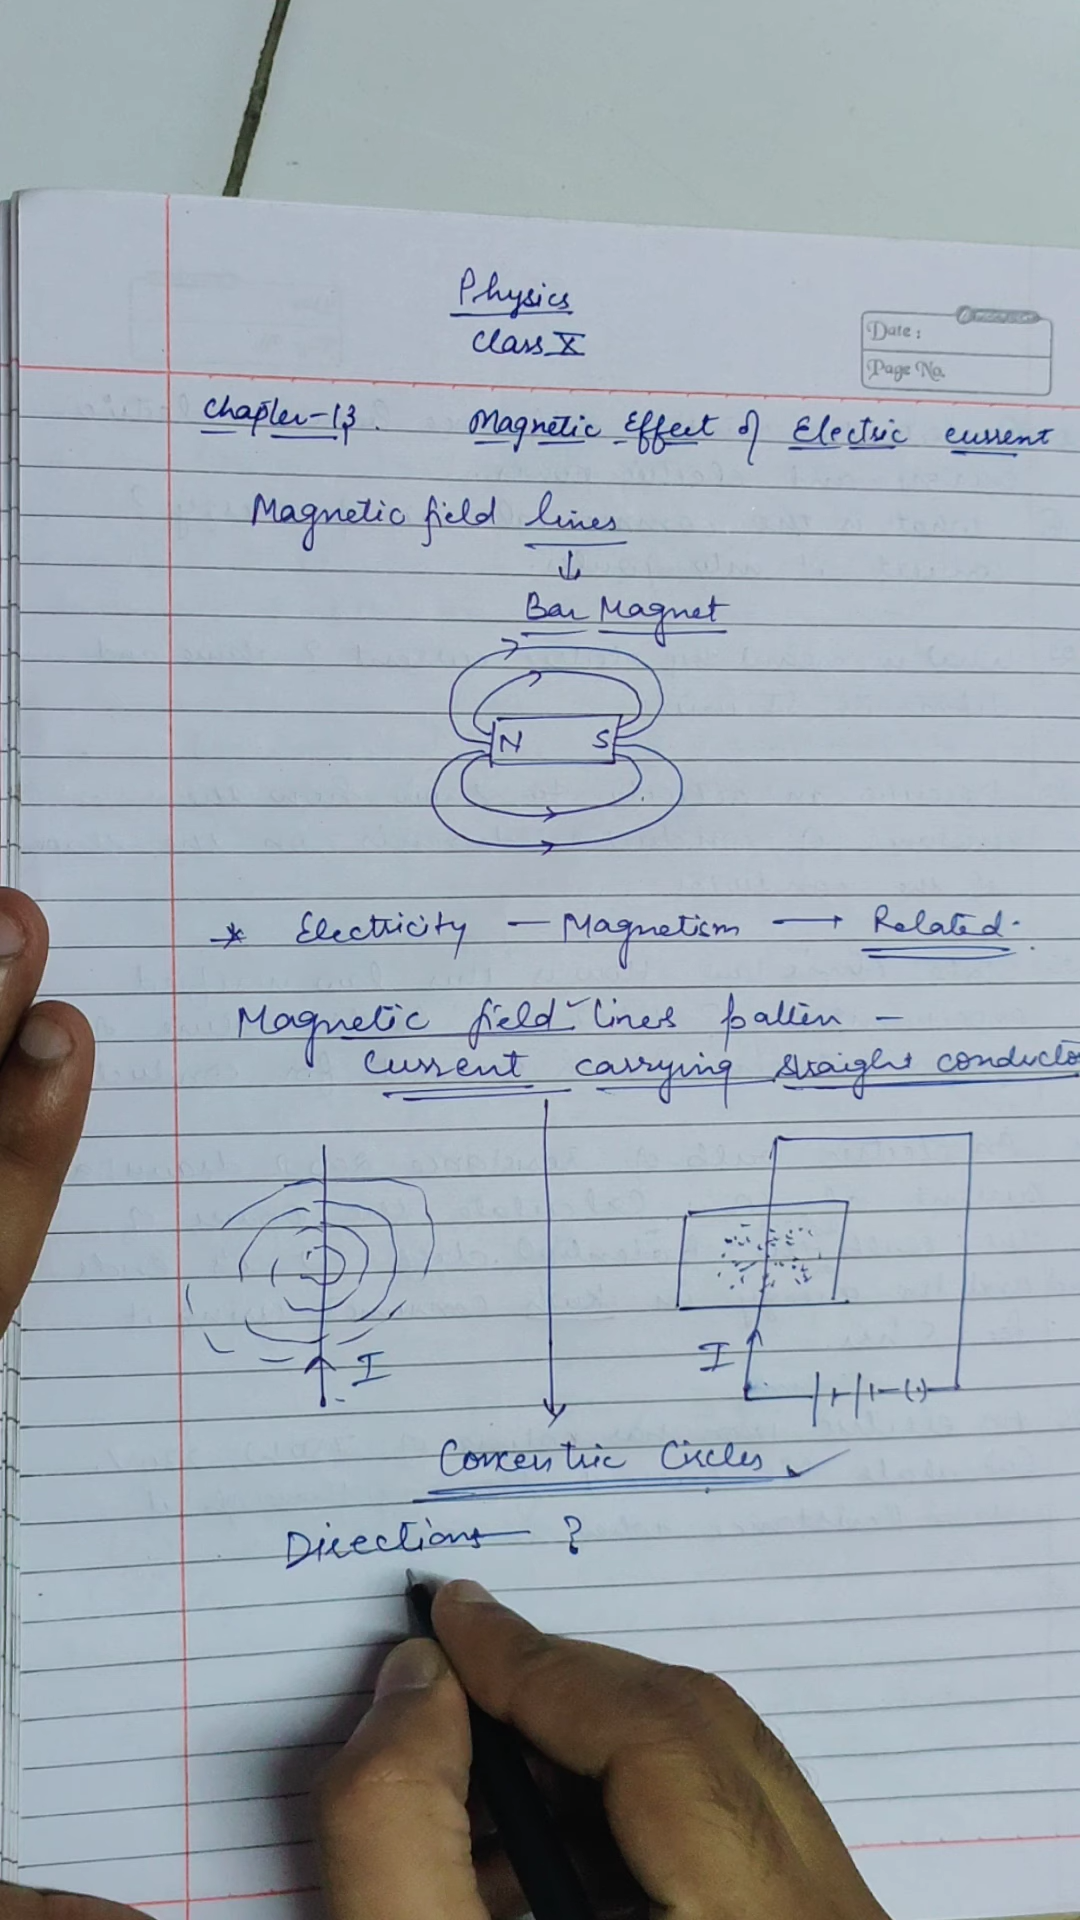 Physics
Class X
Date :
Page No.
Chapter-13. Magnetic Effect of Electric current
Magnetic field lines
↓
Bar Magnet
N S
* Electricity — Magnetism → Related.
Magnetic field lines patten –
Current carrying straight conducto
I
I
Concentric Circles ✓
Directions — ?